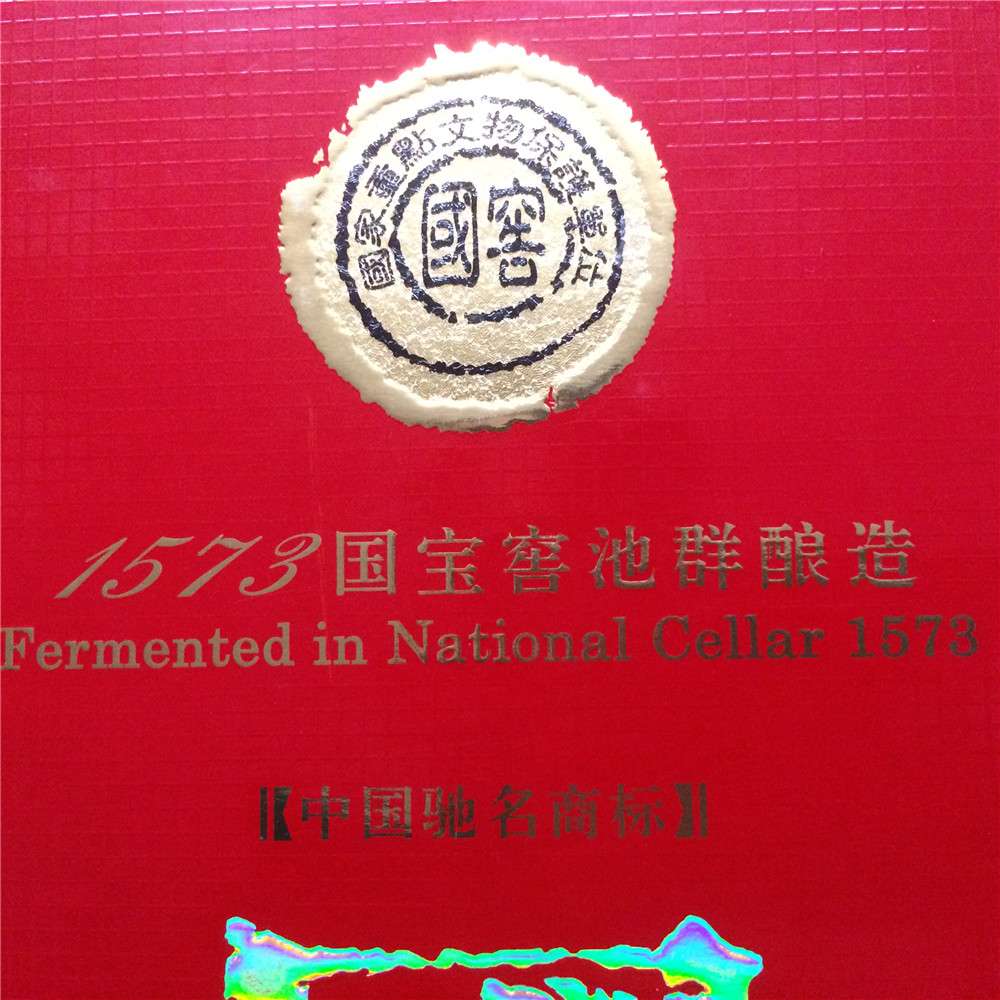 國家重點文物保護單位
國窖
1573国宝窖池群酿造
Fermented in National Cellar 1573
【中国驰名商标】